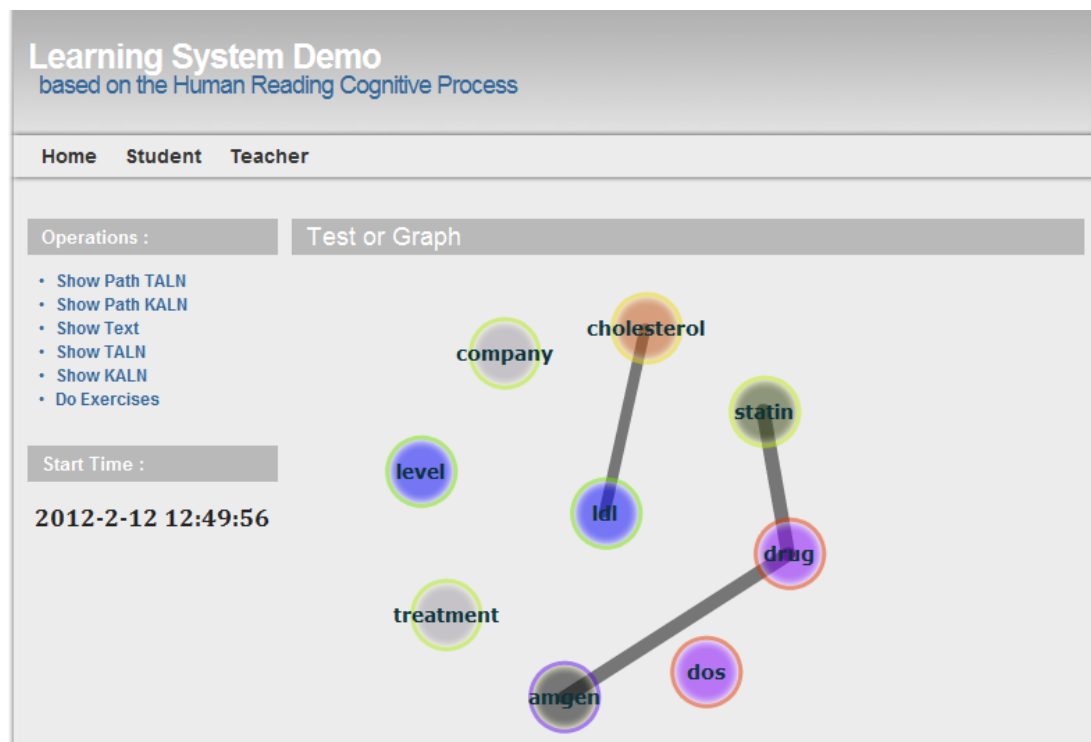 Learning System Demo
based on the Human Reading Cognitive Process
Home Student Teacher
Operations :
• Show Path TALN
• Show Path KALN
• Show Text
• Show TALN
• Show KALN
• Do Exercises
Start Time :
2012-2-12 12:49:56
Test or Graph
cholesterol
company
statin
level
ldl
drug
treatment
dos
amgen